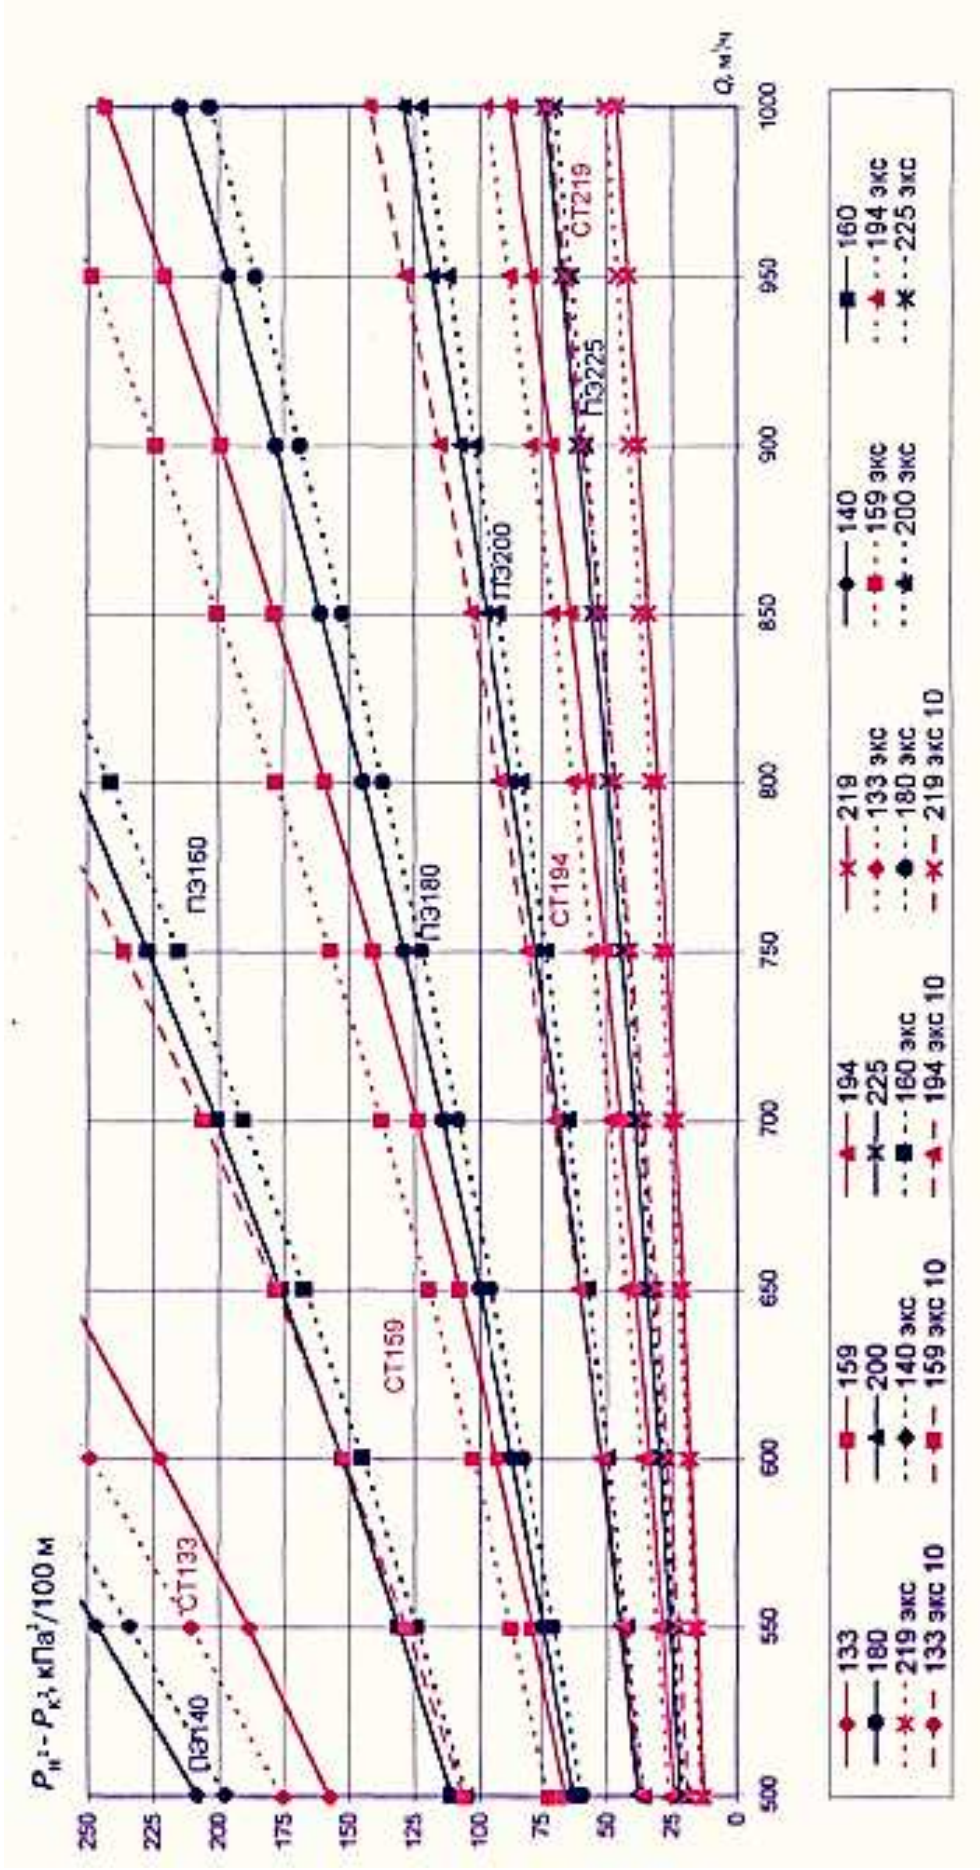 Pн² - Pк², кПа²/100 м
250
225
200
175
150
125
100
75
50
25
0
500
550
600
650
700
750
800
850
900
950
1000
Q, м³/ч
ПЭ140
СТ133
СТ159
ПЭ160
ПЭ180
СТ194
ПЭ200
ПЭ225
СТ219
133
159
194
219
140
160
180
200
225
133 экс
159 экс
194 экс
219 экс
140 экс
160 экс
180 экс
200 экс
225 экс
133 экс 10
159 экс 10
194 экс 10
219 экс 10